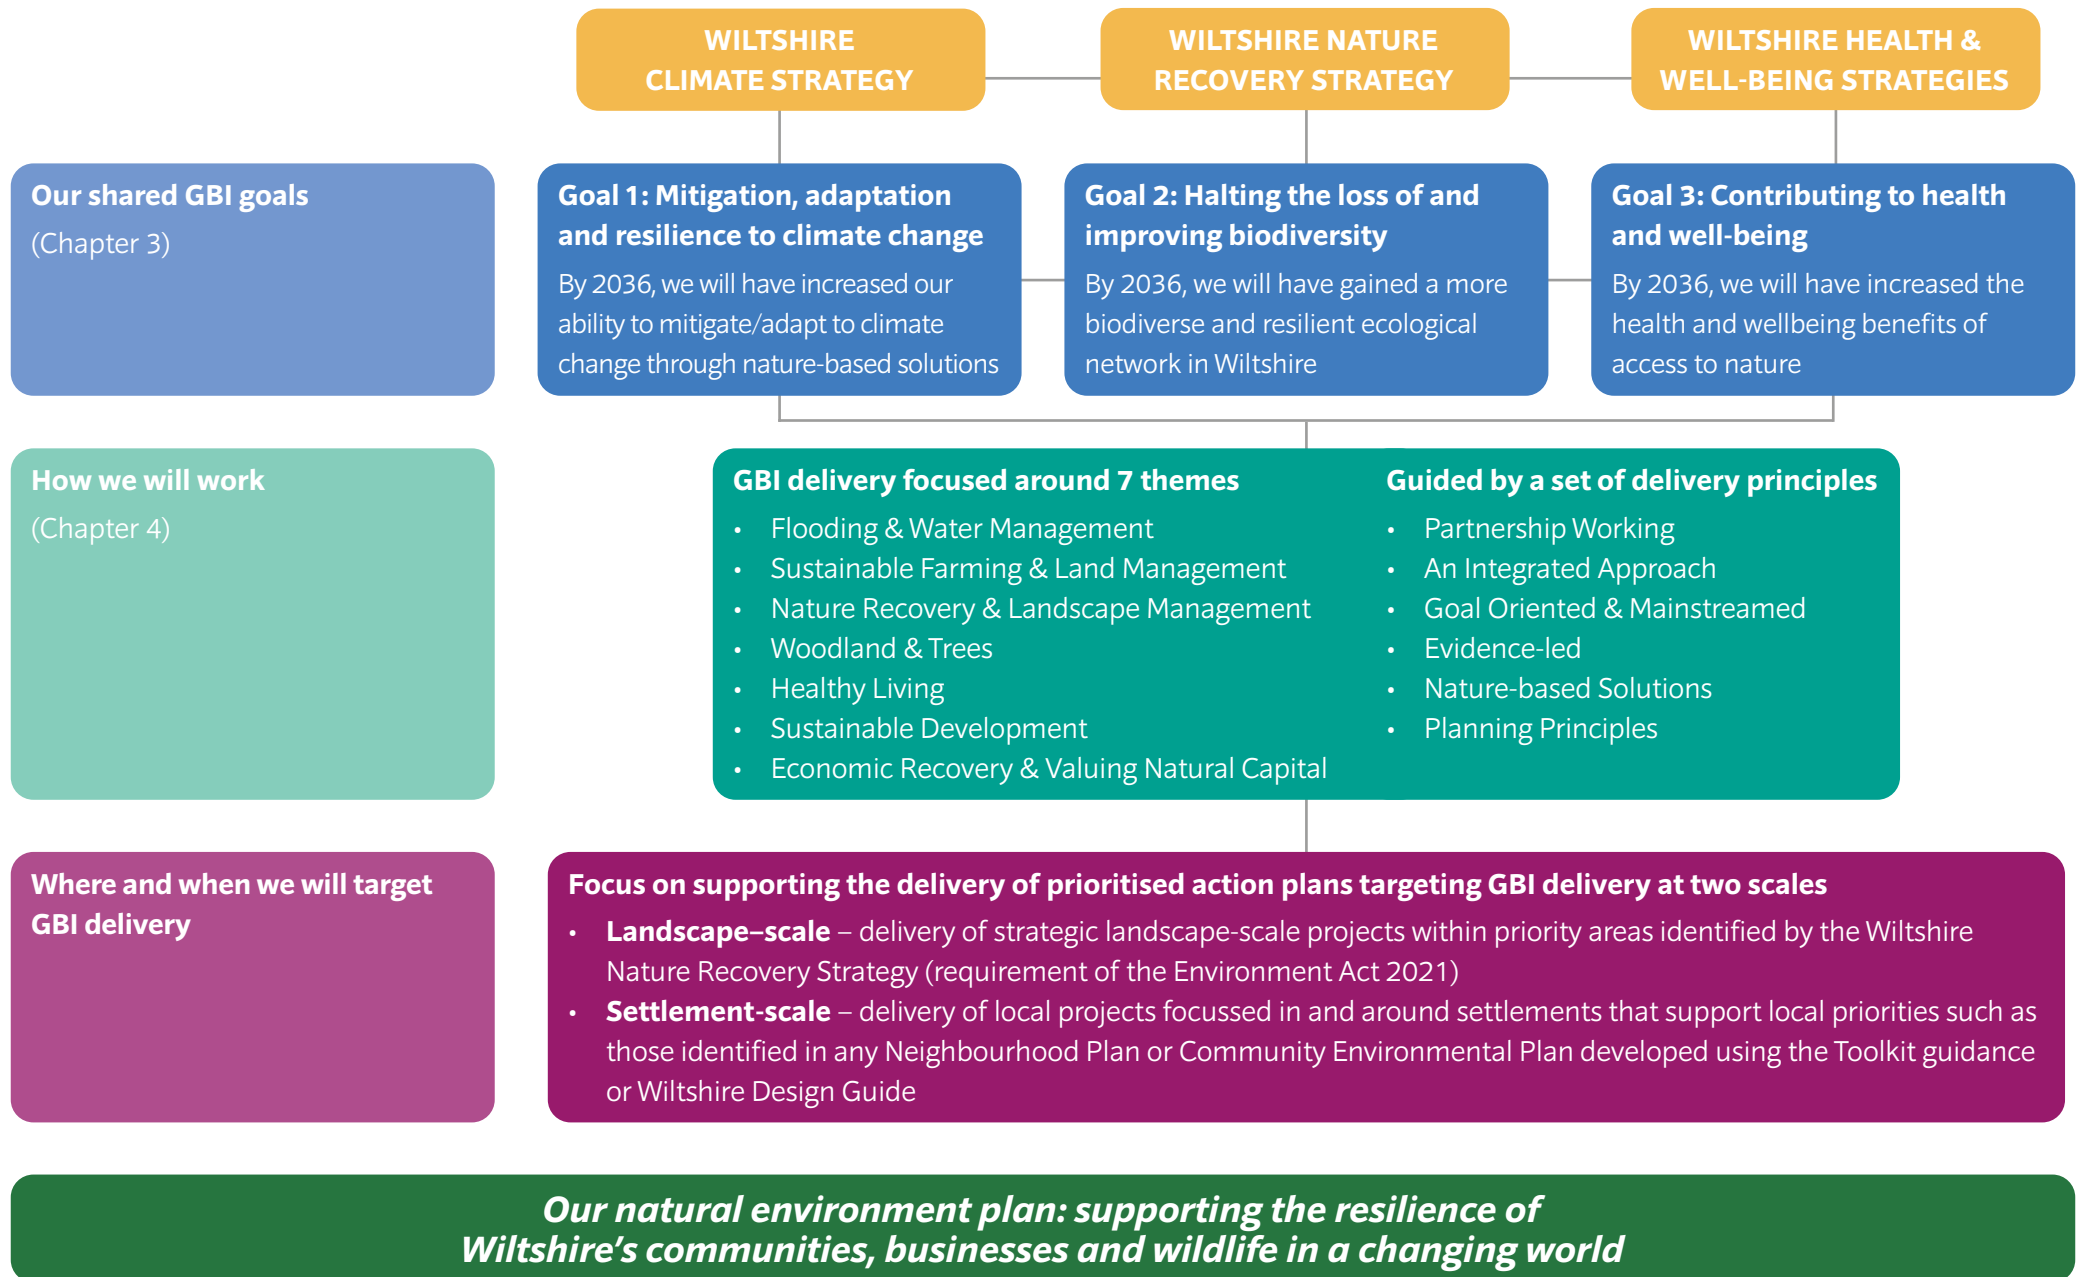 WILTSHIRE
CLIMATE STRATEGY
WILTSHIRE NATURE
RECOVERY STRATEGY
WILTSHIRE HEALTH &
WELL-BEING STRATEGIES
Our shared GBI goals
(Chapter 3)
Goal 1: Mitigation, adaptation
and resilience to climate change
By 2036, we will have increased our
ability to mitigate/adapt to climate
change through nature-based solutions
Goal 2: Halting the loss of and
improving biodiversity
By 2036, we will have gained a more
biodiverse and resilient ecological
network in Wiltshire
Goal 3: Contributing to health
and well-being
By 2036, we will have increased the
health and wellbeing benefits of
access to nature
How we will work
(Chapter 4)
GBI delivery focused around 7 themes
• Flooding & Water Management
• Sustainable Farming & Land Management
• Nature Recovery & Landscape Management
• Woodland & Trees
• Healthy Living
• Sustainable Development
• Economic Recovery & Valuing Natural Capital
Guided by a set of delivery principles
• Partnership Working
• An Integrated Approach
• Goal Oriented & Mainstreamed
• Evidence-led
• Nature-based Solutions
• Planning Principles
Where and when we will target
GBI delivery
Focus on supporting the delivery of prioritised action plans targeting GBI delivery at two scales
• Landscape–scale – delivery of strategic landscape-scale projects within priority areas identified by the Wiltshire
Nature Recovery Strategy (requirement of the Environment Act 2021)
• Settlement-scale – delivery of local projects focussed in and around settlements that support local priorities such as
those identified in any Neighbourhood Plan or Community Environmental Plan developed using the Toolkit guidance
or Wiltshire Design Guide
Our natural environment plan: supporting the resilience of
Wiltshire's communities, businesses and wildlife in a changing world